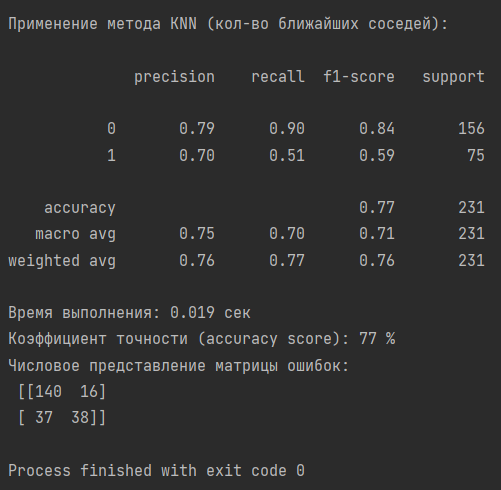 Применение метода KNN (кол-во ближайших соседей):
precision recall f1-score support
0 0.79 0.90 0.84 156
1 0.70 0.51 0.59 75
accuracy 0.77 231
macro avg 0.75 0.70 0.71 231
weighted avg 0.76 0.77 0.76 231
Время выполнения: 0.019 сек
Коэффициент точности (accuracy score): 77 %
Числовое представление матрицы ошибок:
[[140 16]
[ 37 38]]
Process finished with exit code 0